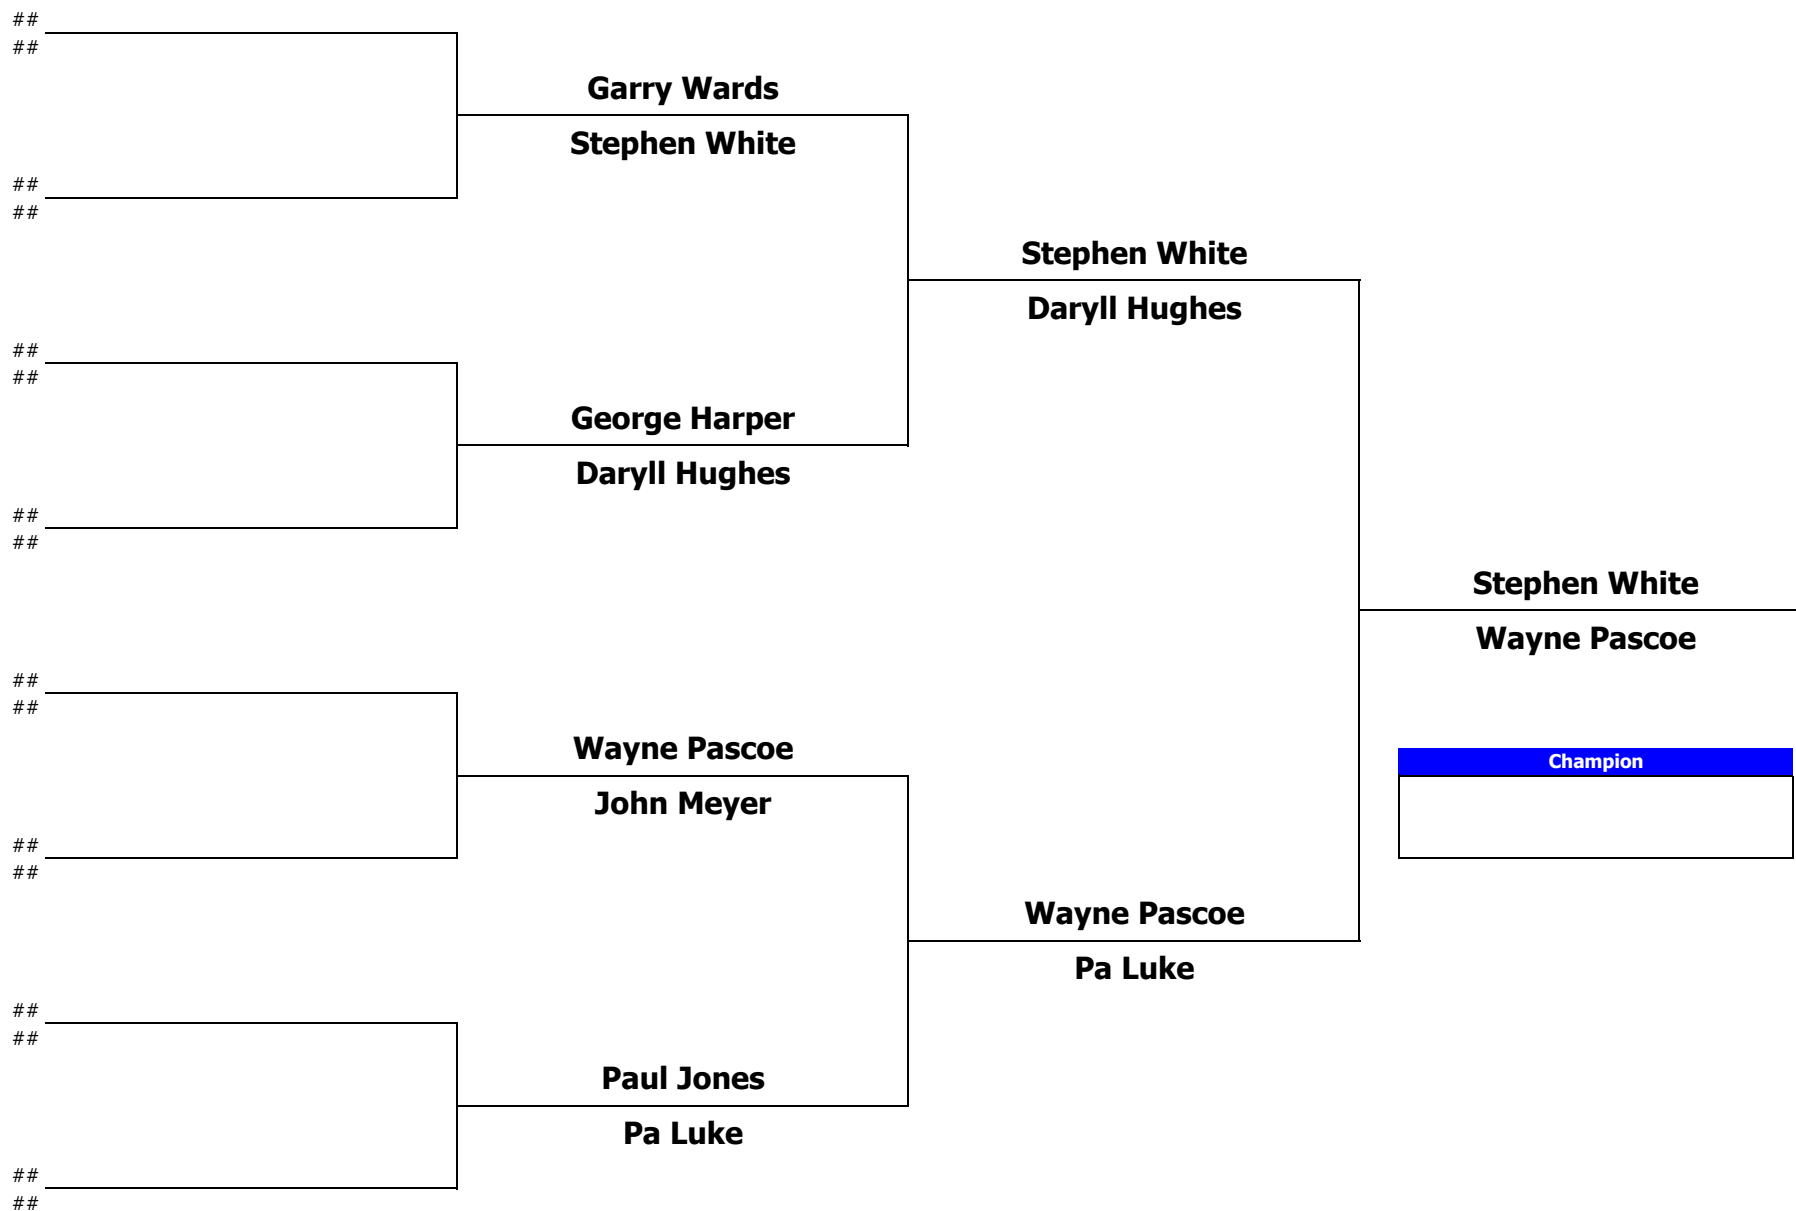 ##
##
Garry Wards
Stephen White
##
##
Stephen White
Daryll Hughes
##
##
George Harper
Daryll Hughes
##
##
Stephen White
Wayne Pascoe
##
##
Wayne Pascoe
Champion
John Meyer
##
##
Wayne Pascoe
Pa Luke
##
##
Paul Jones
Pa Luke
##
##